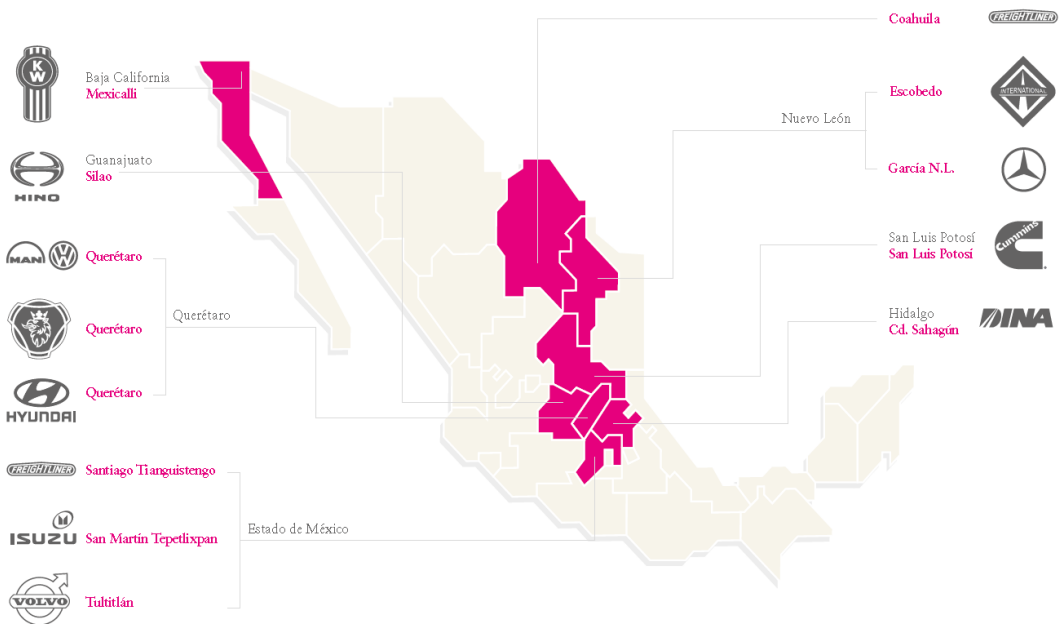 KW
Baja California
Mexicalli
HINO
Guanajuato
Silao
MAN
Querétaro
Querétaro
HYUNDAI
Querétaro
Querétaro
FREIGHTLINER
Santiago Tianguistengo
ISUZU
San Martín Tepetlixpan
VOLVO
Tultitlán
Estado de México
Coahuila
FREIGHTLINER
Nuevo León
Escobedo
INTERNATIONAL
García N.L.
San Luis Potosí
San Luis Potosí
Cummins
Hidalgo
Cd. Sahagún
DINA